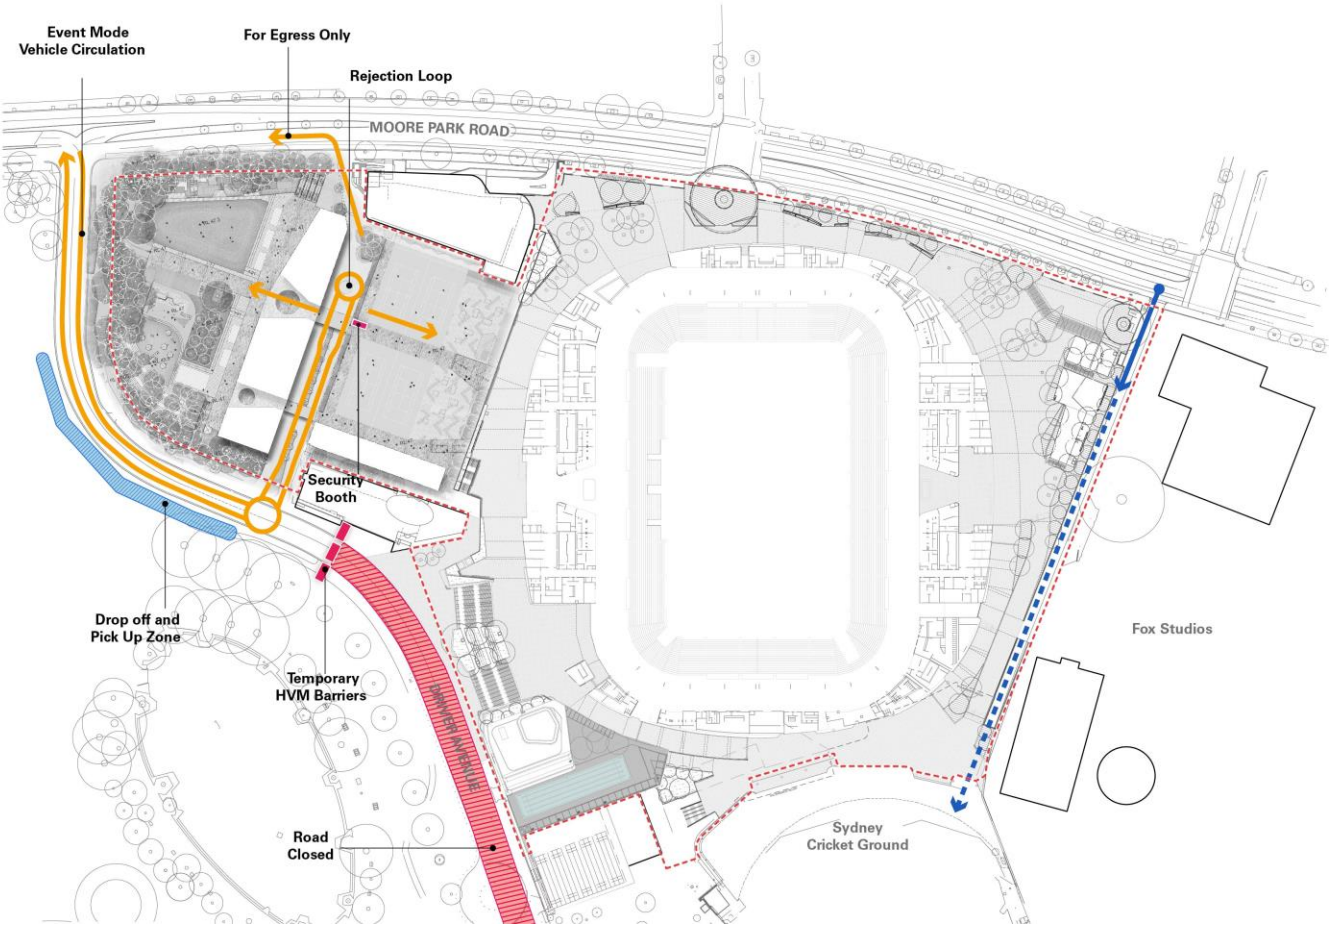 Event Mode
Vehicle Circulation
For Egress Only
Rejection Loop
MOORE PARK ROAD
Security
Booth
Drop off and
Pick Up Zone
Temporary
HVM Barriers
DRIVER AVENUE
Road
Closed
Fox Studios
Sydney
Cricket Ground